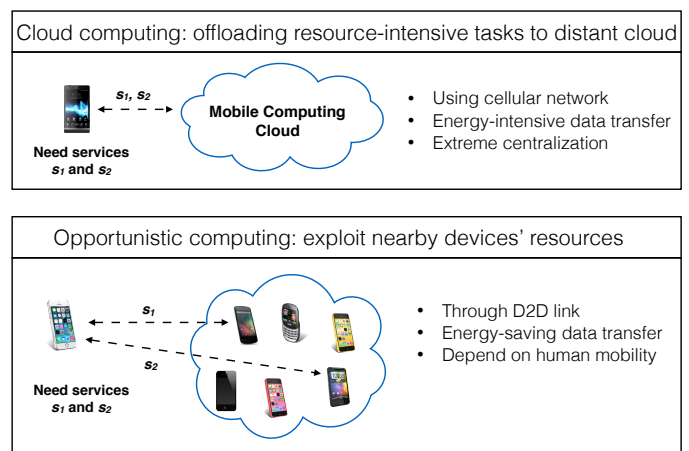 Cloud computing: offloading resource-intensive tasks to distant cloud
s1, s2
Mobile Computing
Cloud
Need services
s1 and s2
• Using cellular network
• Energy-intensive data transfer
• Extreme centralization
Opportunistic computing: exploit nearby devices' resources
s1
s2
Need services
s1 and s2
• Through D2D link
• Energy-saving data transfer
• Depend on human mobility